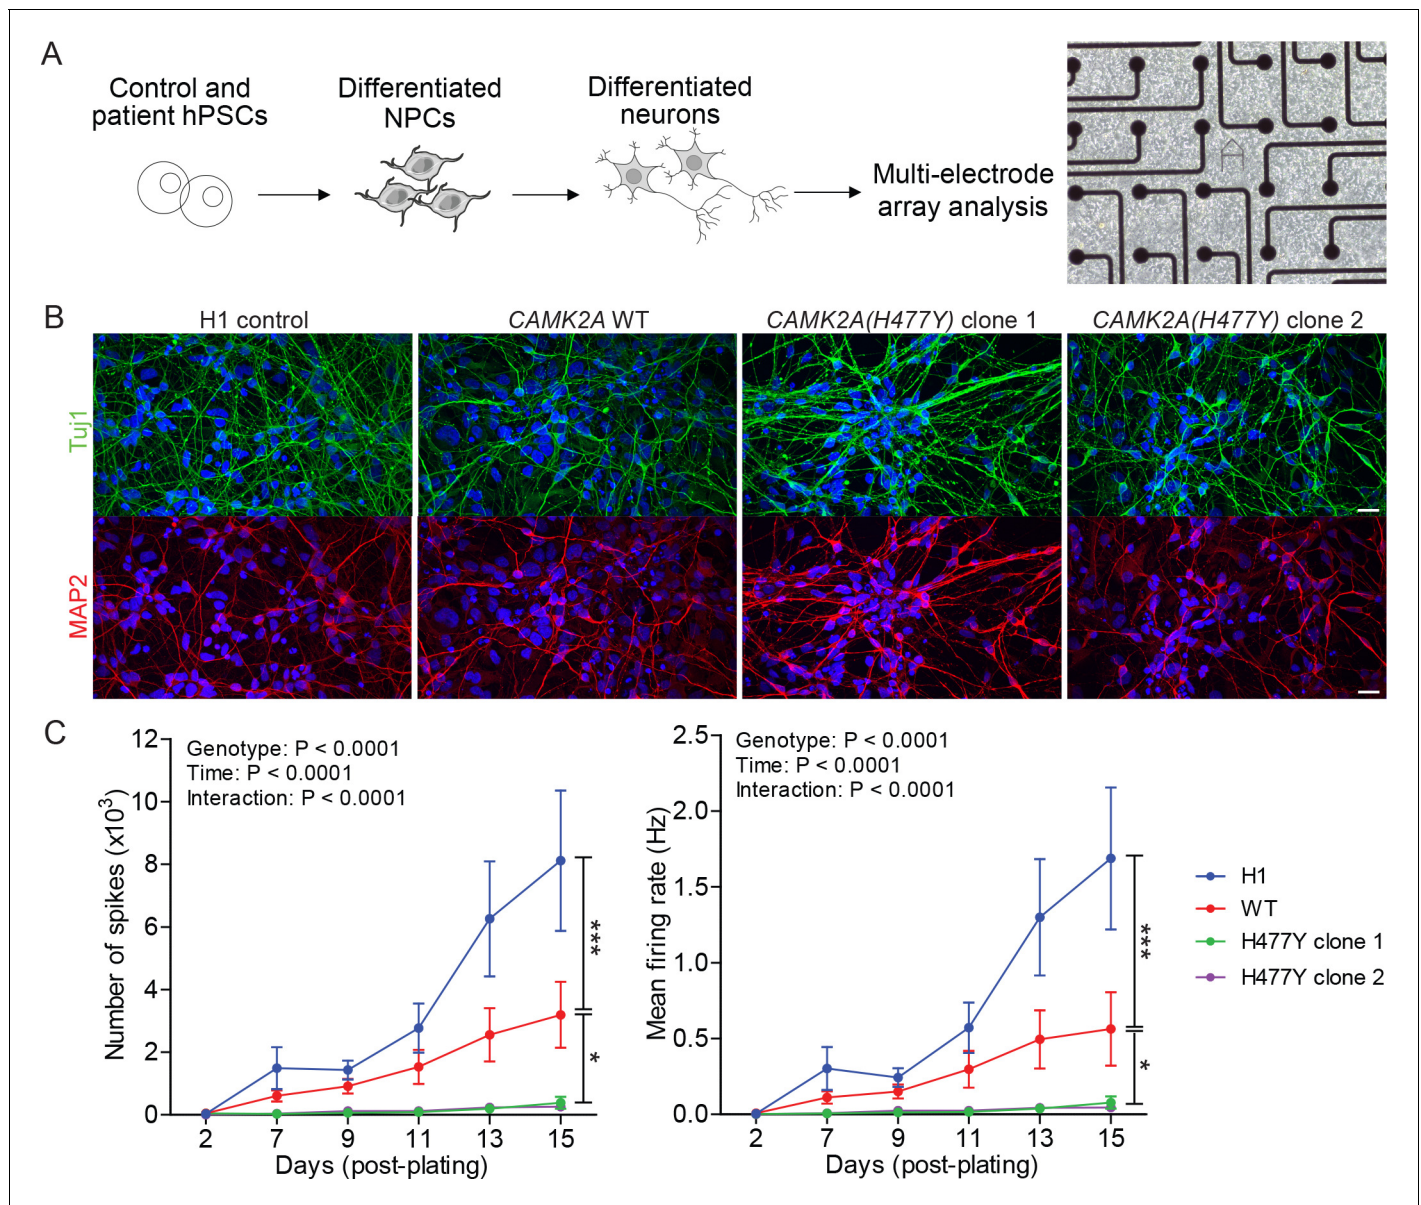 A
Control and
patient hPSCs
Differentiated
NPCs
Differentiated
neurons
Multi-electrode
array analysis
B
H1 control
CAMK2A WT
CAMK2A(H477Y) clone 1
CAMK2A(H477Y) clone 2
Tuj1
MAP2
C
Number of spikes (x10³)
12
10
8
6
4
2
0
Genotype: P < 0.0001
Time: P < 0.0001
Interaction: P < 0.0001
***
*
2 7 9 11 13 15
Days (post-plating)
Mean firing rate (Hz)
2.5
2.0
1.5
1.0
0.5
0.0
Genotype: P < 0.0001
Time: P < 0.0001
Interaction: P < 0.0001
***
*
2 7 9 11 13 15
Days (post-plating)
H1
WT
H477Y clone 1
H477Y clone 2